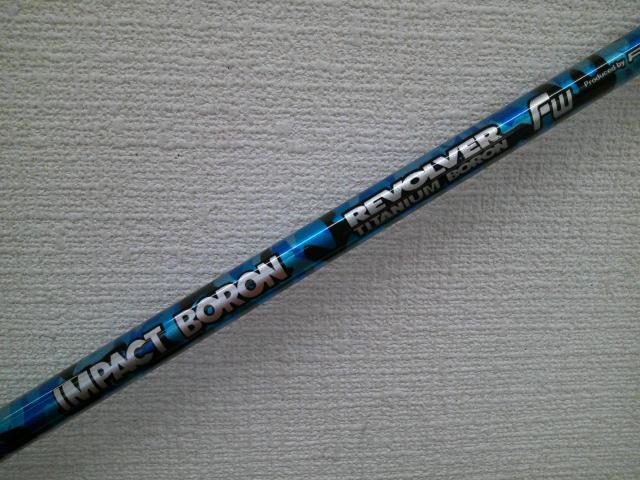 IMPACT BORON
REVOLVER
TITANIUM BORON
FW
Produced by